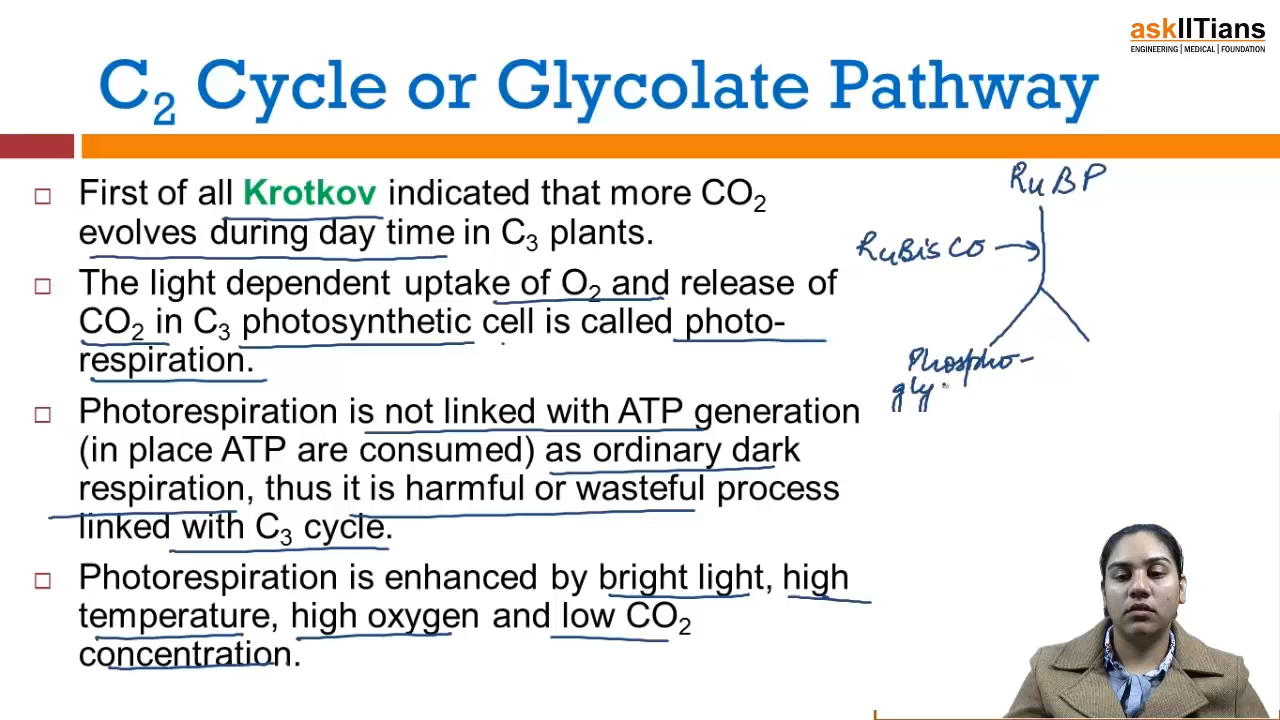 askIITians
ENGINEERING | MEDICAL | FOUNDATION
C₂ Cycle or Glycolate Pathway
□ First of all Krotkov indicated that more CO₂
evolves during day time in C₃ plants.
□ The light dependent uptake of O₂ and release of
CO₂ in C₃ photosynthetic cell is called photo-
respiration.
□ Photorespiration is not linked with ATP generation
(in place ATP are consumed) as ordinary dark
respiration, thus it is harmful or wasteful process
linked with C₃ cycle.
□ Photorespiration is enhanced by bright light, high
temperature, high oxygen and low CO₂
concentration.
RuBP
RuBisCO
Phospho-
gly